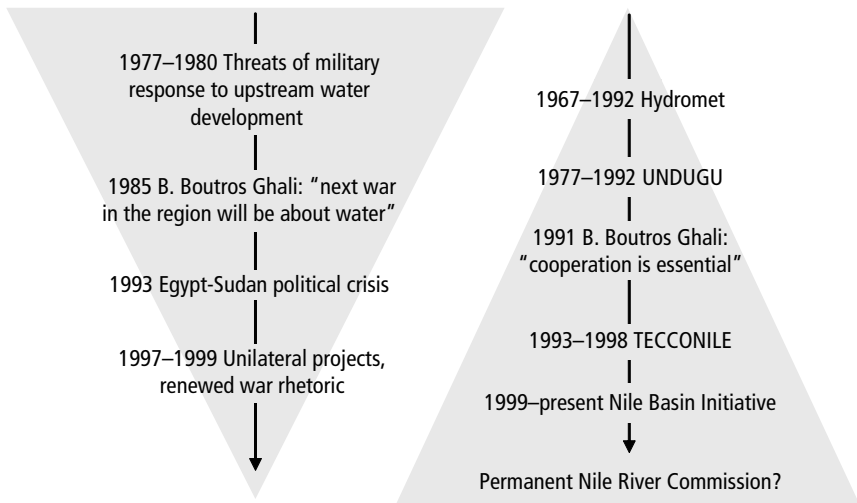 1977–1980 Threats of military
response to upstream water
development
1985 B. Boutros Ghali: “next war
in the region will be about water”
1993 Egypt-Sudan political crisis
1997–1999 Unilateral projects,
renewed war rhetoric
1967–1992 Hydromet
1977–1992 UNDUGU
1991 B. Boutros Ghali:
“cooperation is essential”
1993–1998 TECCONILE
1999–present Nile Basin Initiative
Permanent Nile River Commission?